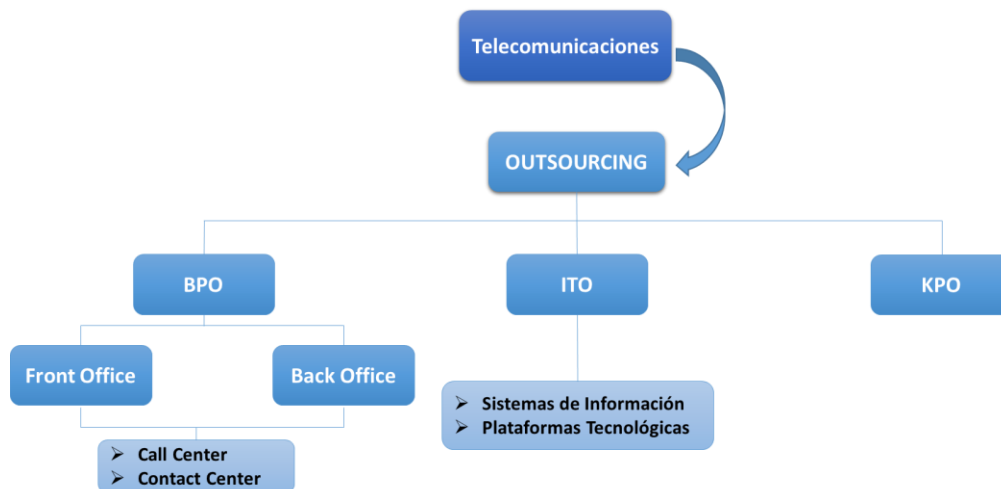 Telecomunicaciones
OUTSOURCING
BPO
ITO
KPO
Front Office
Back Office
➢ Sistemas de Información
➢ Plataformas Tecnológicas
➢ Call Center
➢ Contact Center